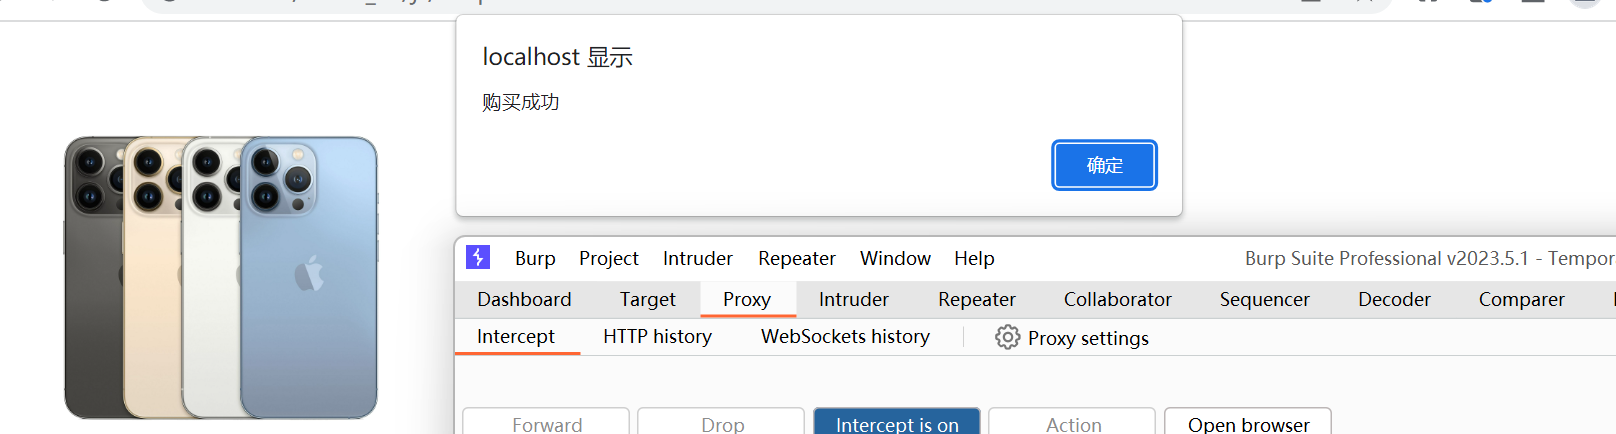 localhost 显示
购买成功
确定
Burp Project Intruder Repeater Window Help Burp Suite Professional v2023.5.1 - Tempor
Dashboard Target Proxy Intruder Repeater Collaborator Sequencer Decoder Comparer
Intercept HTTP history WebSockets history Proxy settings
Forward Drop Intercept is on Action Open browser